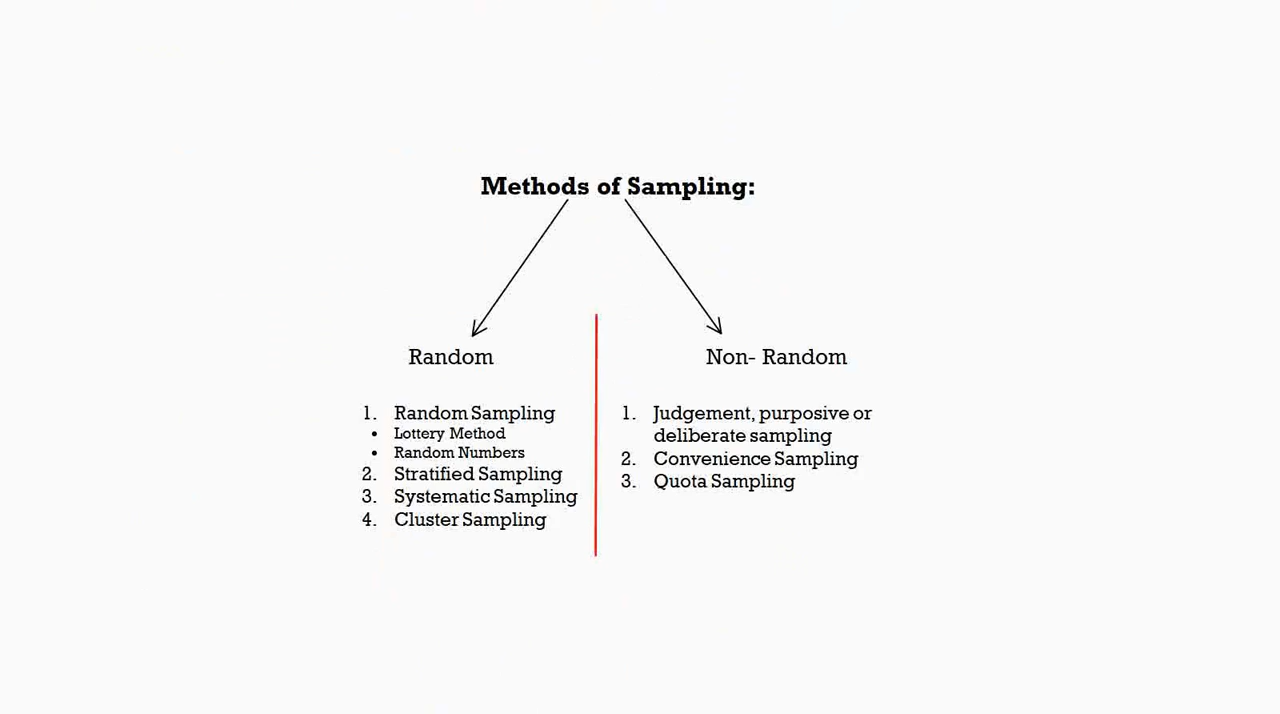 Methods of Sampling:
Random
1. Random Sampling
• Lottery Method
• Random Numbers
2. Stratified Sampling
3. Systematic Sampling
4. Cluster Sampling
Non- Random
1. Judgement, purposive or
deliberate sampling
2. Convenience Sampling
3. Quota Sampling